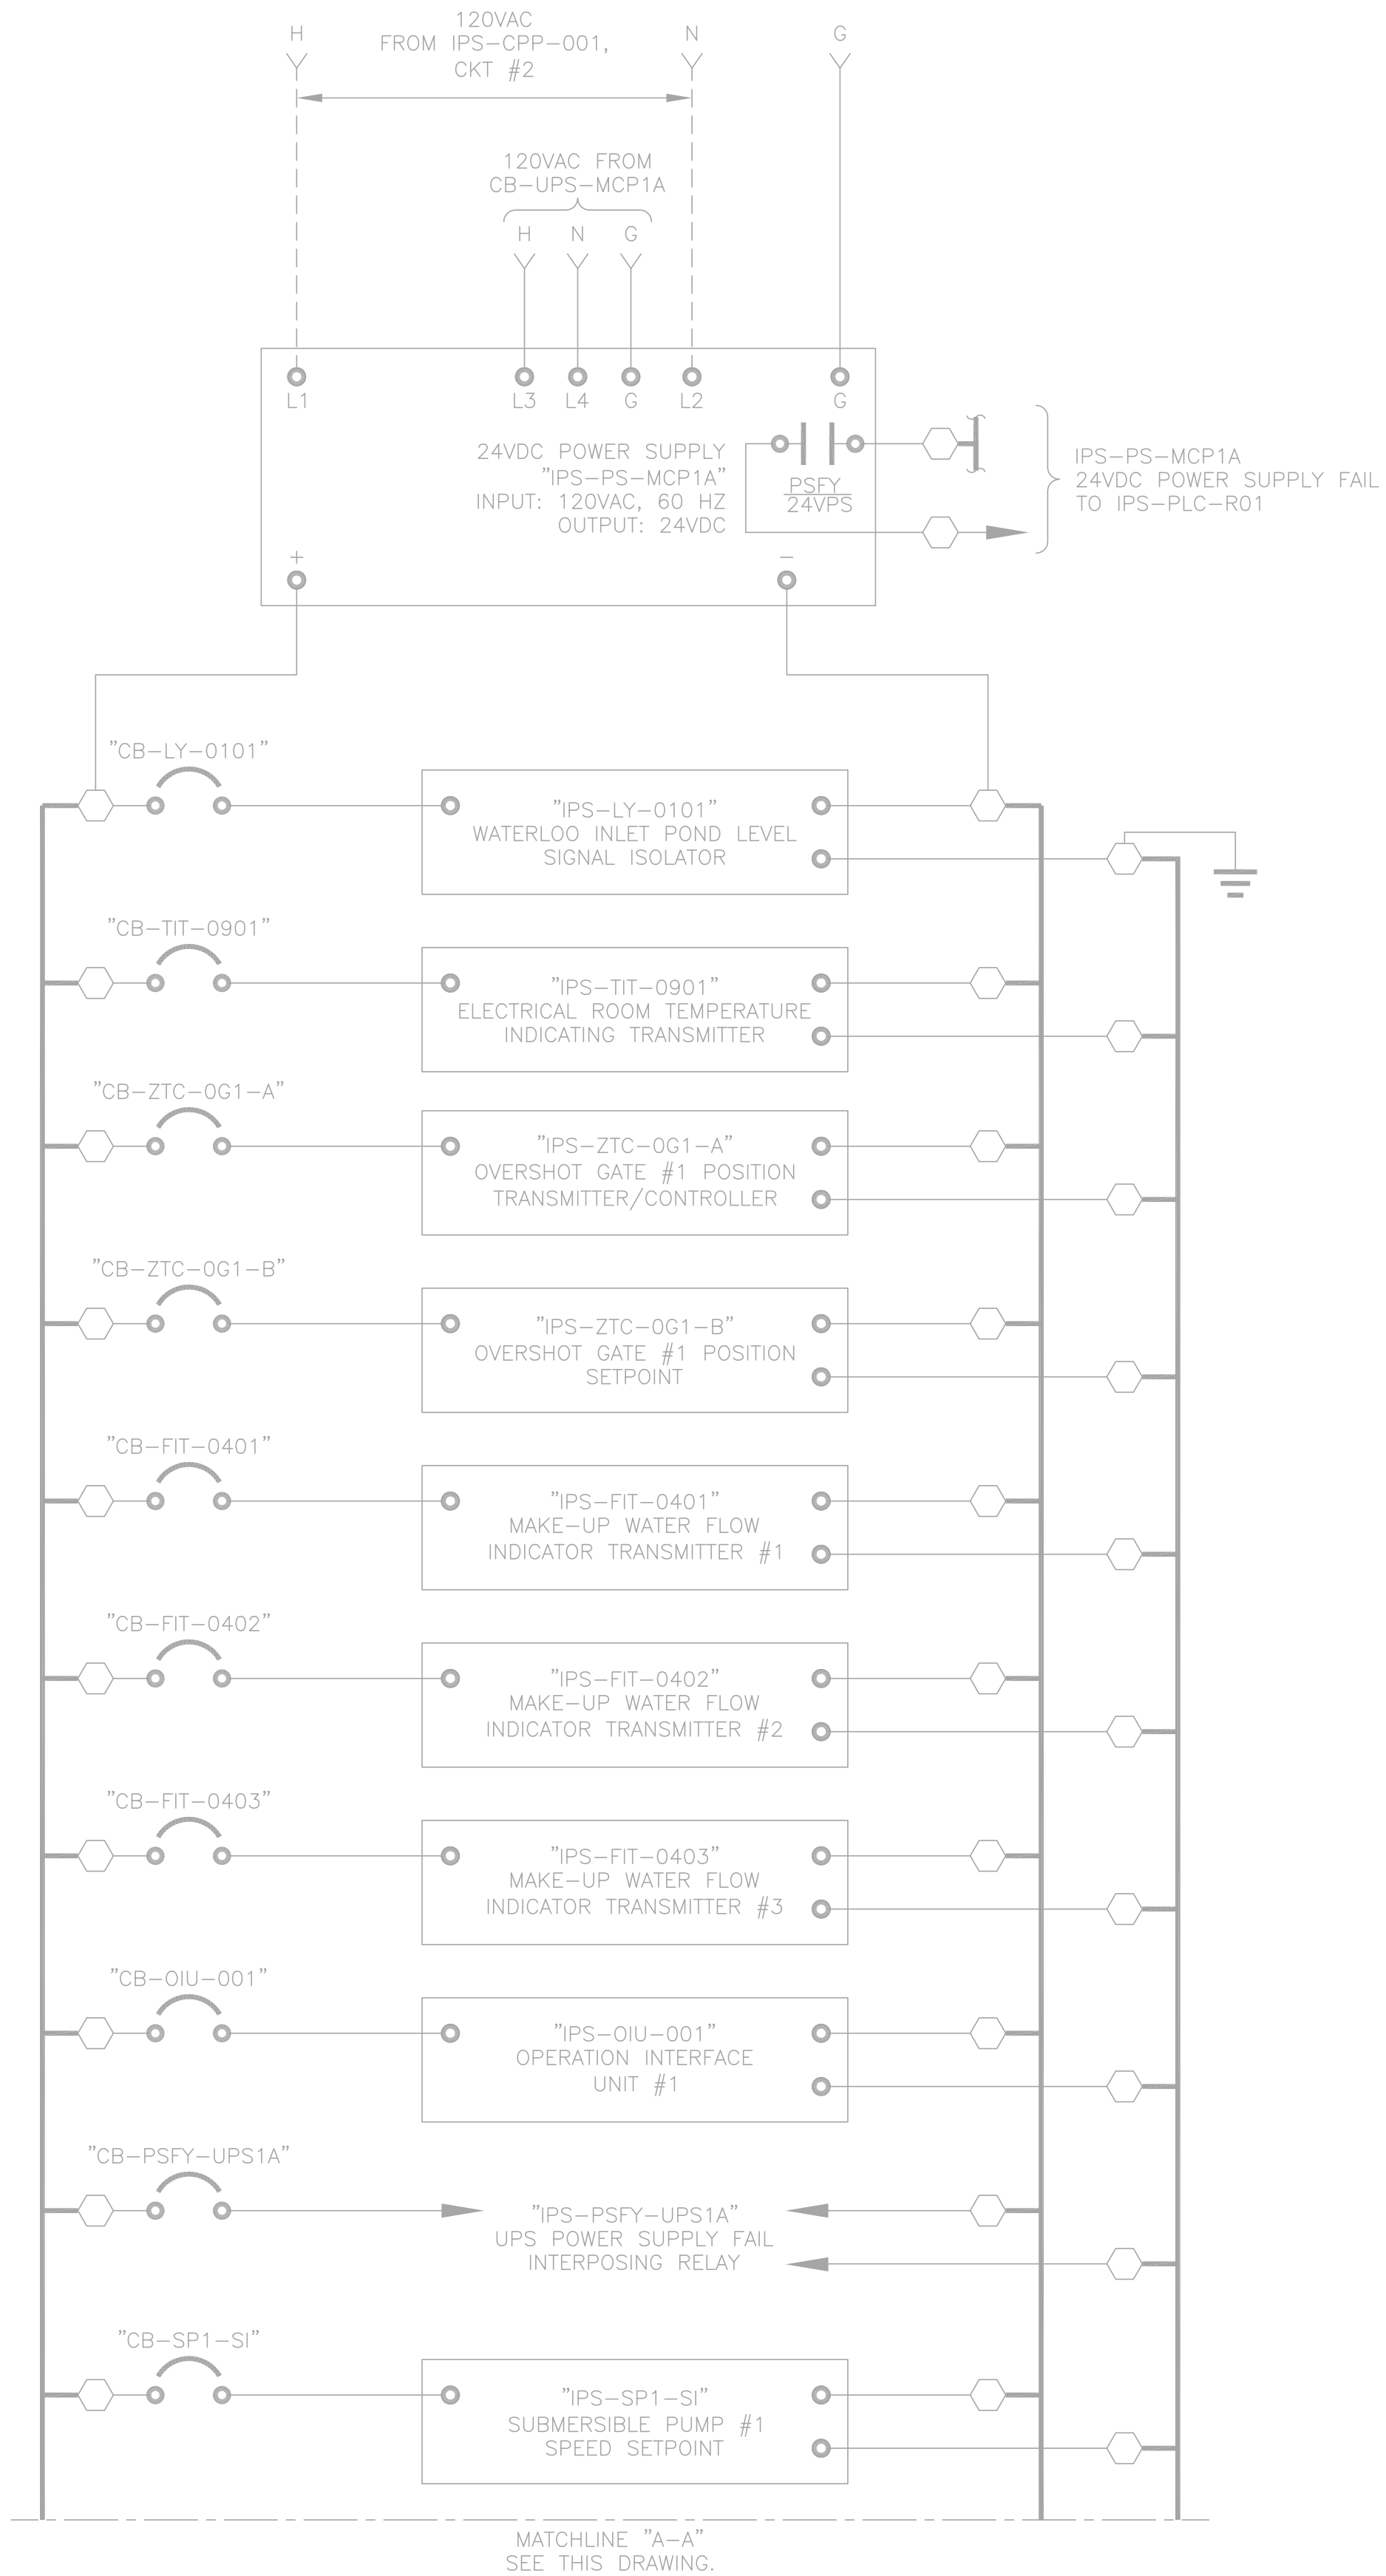 H
120VAC
FROM IPS-CPP-001,
CKT #2
N
G
120VAC FROM
CB-UPS-MCP1A
H N G
L1
L3 L4 G L2
G
24VDC POWER SUPPLY
"IPS-PS-MCP1A"
INPUT: 120VAC, 60 HZ
OUTPUT: 24VDC
PSFY
24VPS
IPS-PS-MCP1A
24VDC POWER SUPPLY FAIL
TO IPS-PLC-R01
+
−
"CB-LY-0101"
"IPS-LY-0101"
WATERLOO INLET POND LEVEL
SIGNAL ISOLATOR
"CB-TIT-0901"
"IPS-TIT-0901"
ELECTRICAL ROOM TEMPERATURE
INDICATING TRANSMITTER
"CB-ZTC-0G1-A"
"IPS-ZTC-0G1-A"
OVERSHOT GATE #1 POSITION
TRANSMITTER/CONTROLLER
"CB-ZTC-0G1-B"
"IPS-ZTC-0G1-B"
OVERSHOT GATE #1 POSITION
SETPOINT
"CB-FIT-0401"
"IPS-FIT-0401"
MAKE-UP WATER FLOW
INDICATOR TRANSMITTER #1
"CB-FIT-0402"
"IPS-FIT-0402"
MAKE-UP WATER FLOW
INDICATOR TRANSMITTER #2
"CB-FIT-0403"
"IPS-FIT-0403"
MAKE-UP WATER FLOW
INDICATOR TRANSMITTER #3
"CB-OIU-001"
"IPS-OIU-001"
OPERATION INTERFACE
UNIT #1
"CB-PSFY-UPS1A"
"IPS-PSFY-UPS1A"
UPS POWER SUPPLY FAIL
INTERPOSING RELAY
"CB-SP1-SI"
"IPS-SP1-SI"
SUBMERSIBLE PUMP #1
SPEED SETPOINT
MATCHLINE "A-A"
SEE THIS DRAWING.